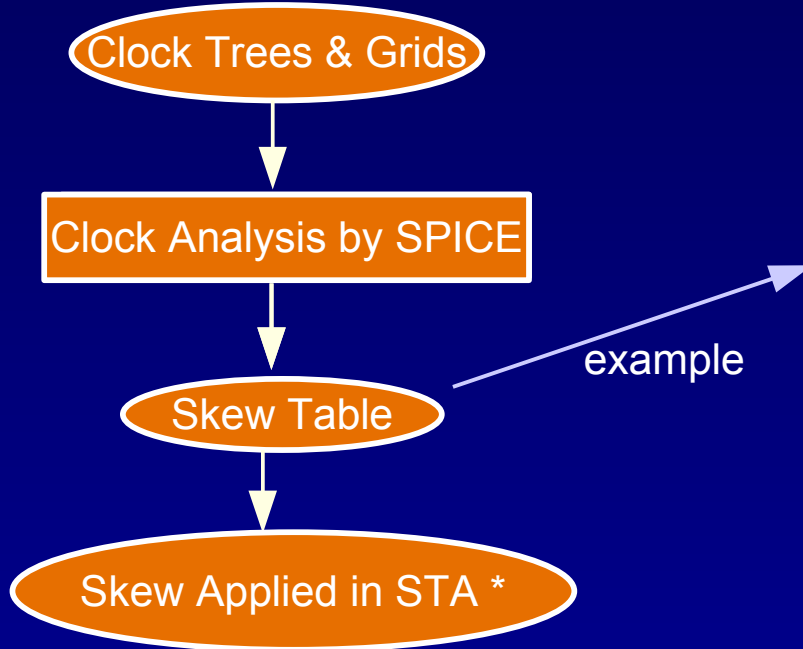 Clock Trees & Grids
Clock Analysis by SPICE
example
Skew Table
Skew Applied in STA *